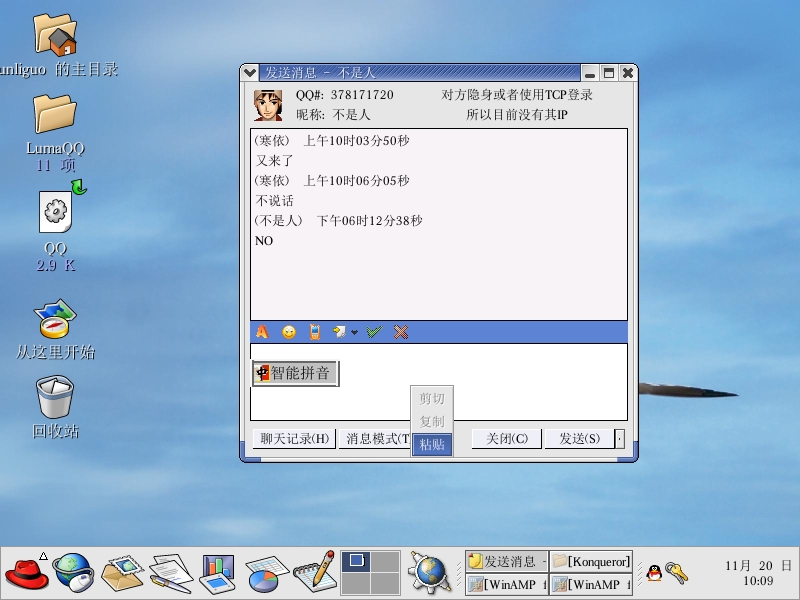 unliguo 的主目录
LumaQQ
11 项
QQ
2.9 K
从这里开始
回收站
发送消息 - 不是人
QQ#: 378171720
对方隐身或者使用TCP登录
昵称: 不是人
所以目前没有其IP
(寒依) 上午10时03分50秒
又来了
(寒依) 上午10时06分05秒
不说话
(不是人) 下午06时12分38秒
NO
中 智能拼音
剪切
复制
粘贴
聊天记录(H)
消息模式(T
关闭(C)
发送(S)
发送消息 -
[Konqueror]
[WinAMP f
[WinAMP f
11月 20 日
10:09